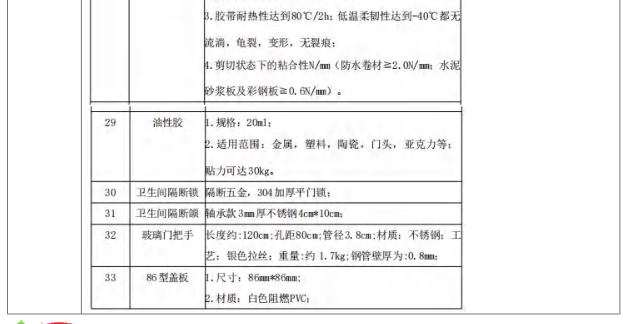 3.胶带耐热性达到80℃/2h；低温柔韧性达到-40℃都无
流淌，龟裂，变形，无裂痕；
4.剪切状态下的粘合性N/mm（防水卷材≧2.0N/mm；水泥
砂浆板及彩钢板≧0.6N/mm）。
29 油性胶 1.规格：20ml；
2.适用范围：金属，塑料，陶瓷，门头，亚克力等；
贴力可达30kg。
30 卫生间隔断锁 隔断五金，304加厚平门锁；
31 卫生间隔断颌 轴承款3mm厚不锈钢4cm*10cm；
32 玻璃门把手 长度约:120cm;孔距80cm;管径3.8cm;材质：不锈钢；工
艺：银色拉丝；重量:约 1.7kg;钢管壁厚为:0.8mm；
33 86型盖板 1.尺寸：86mm*86mm；
2.材质：白色阻燃PVC；